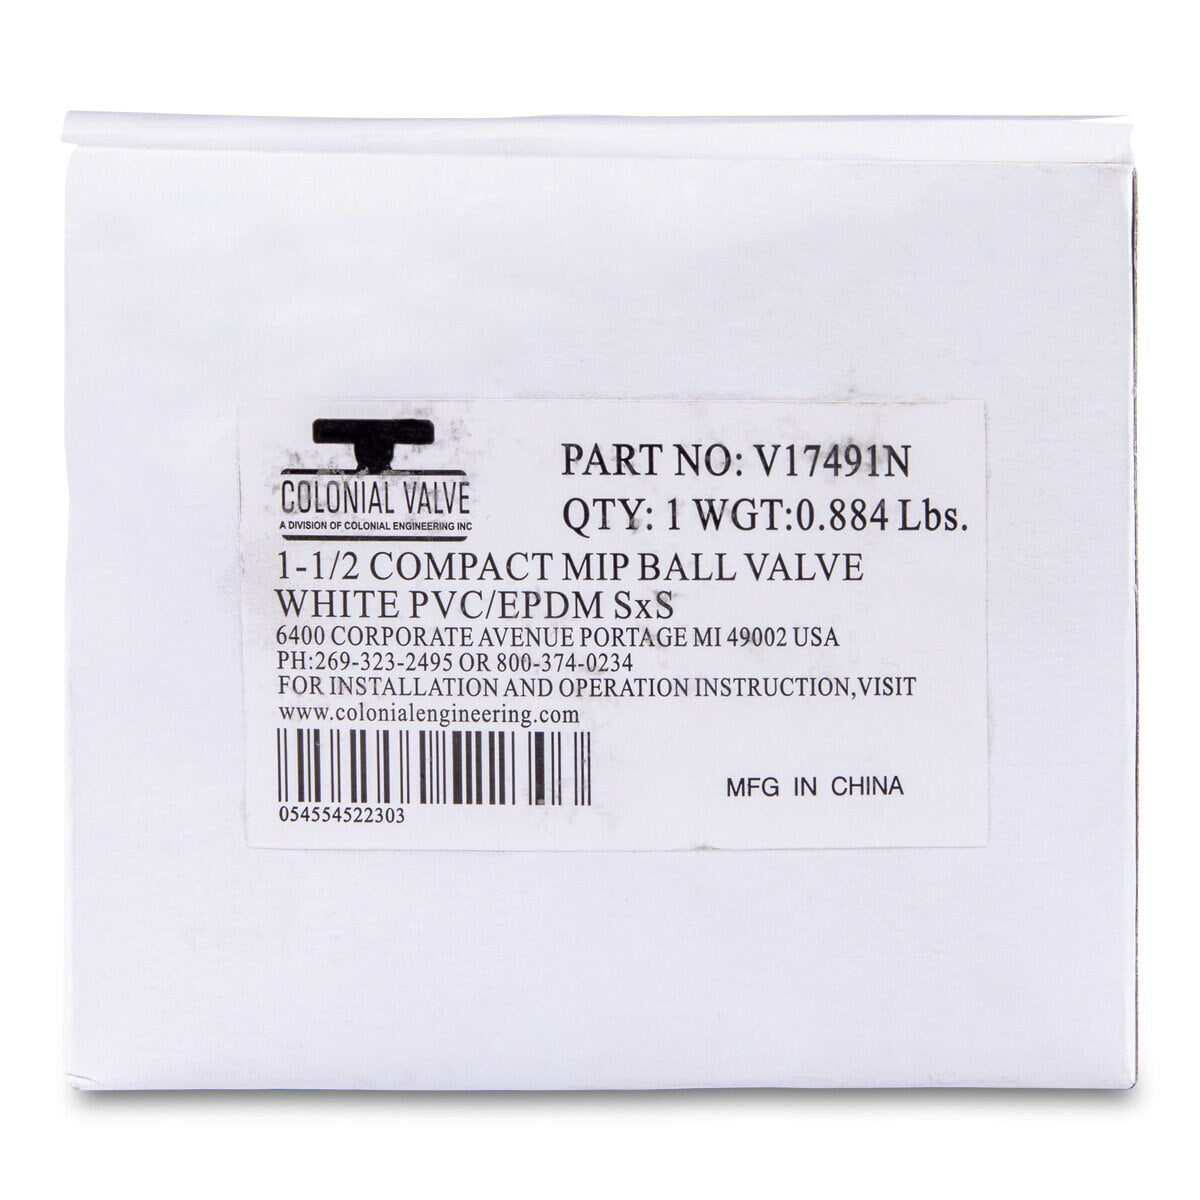 COLONIAL VALVE
A DIVISION OF COLONIAL ENGINEERING INC
PART NO: V17491N
QTY: 1 WGT:0.884 Lbs.
1-1/2 COMPACT MIP BALL VALVE
WHITE PVC/EPDM SxS
6400 CORPORATE AVENUE PORTAGE MI 49002 USA
PH:269-323-2495 OR 800-374-0234
FOR INSTALLATION AND OPERATION INSTRUCTION,VISIT
www.colonialengineering.com
054554522303
MFG IN CHINA